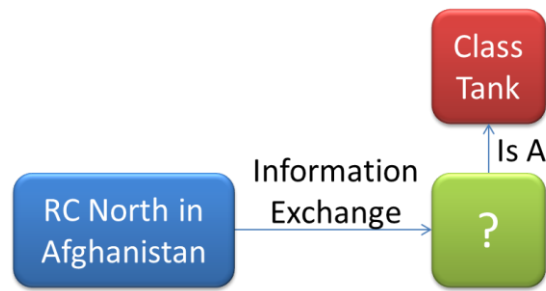 Class
Tank
Is A
Information
Exchange
RC North in
Afghanistan
?